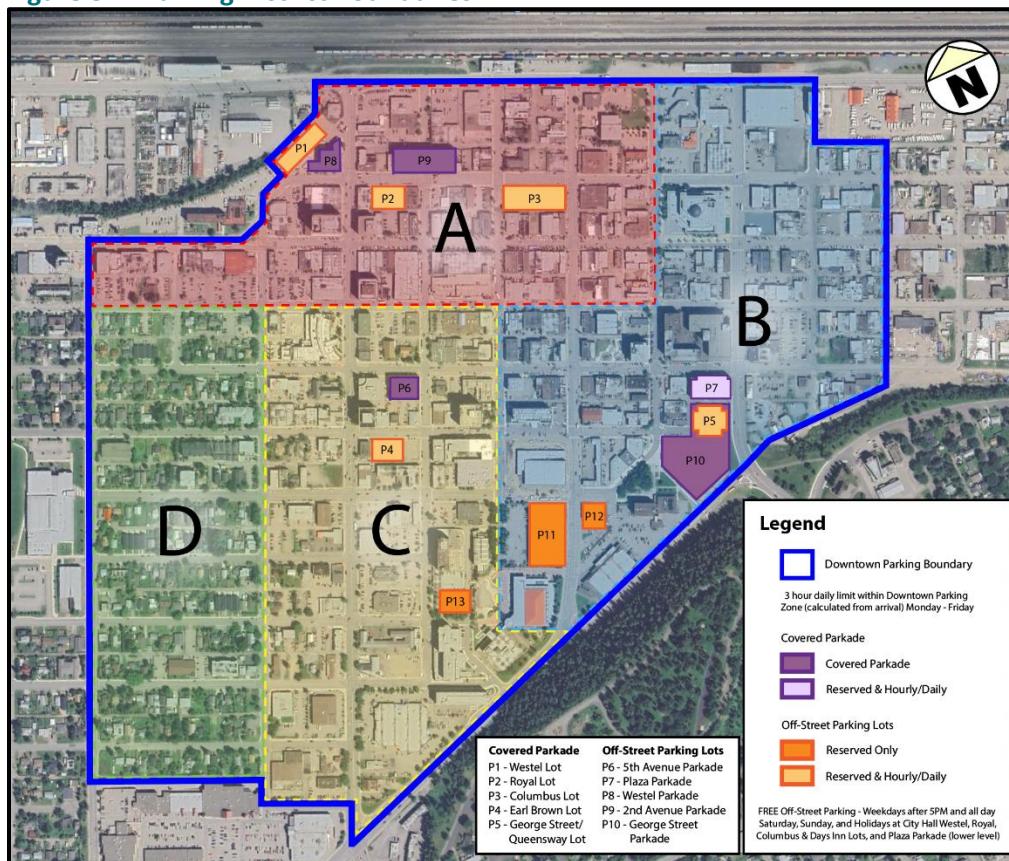 N
P1
P8
P9
P2
P3
A
B
P6
P7
P5
P4
P10
D
C
P11
P12
P13
Legend
Downtown Parking Boundary
3 hour daily limit within Downtown Parking
Zone (calculated from arrival) Monday - Friday
Covered Parkade
Covered Parkade
Reserved & Hourly/Daily
Off-Street Parking Lots
Reserved Only
Reserved & Hourly/Daily
FREE Off-Street Parking - Weekdays after 5PM and all day
Saturday, Sunday, and Holidays at City Hall Westel, Royal,
Columbus & Days Inn Lots, and Plaza Parkade (lower level)
Covered Parkade
P1 - Westel Lot
P2 - Royal Lot
P3 - Columbus Lot
P4 - Earl Brown Lot
P5 - George Street/
Queensway Lot
Off-Street Parking Lots
P6 - 5th Avenue Parkade
P7 - Plaza Parkade
P8 - Westel Parkade
P9 - 2nd Avenue Parkade
P10 - George Street
Parkade